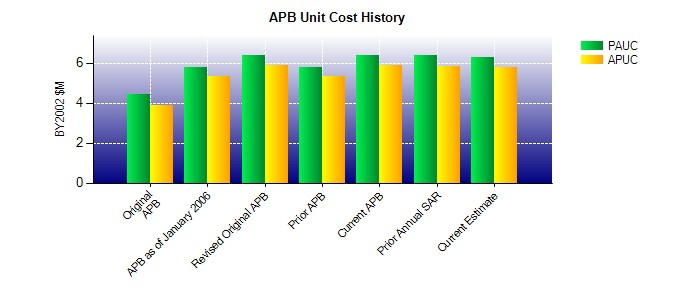 APB Unit Cost History
PAUC
APUC
BY2002 $M
6
4
2
0
Original
APB
APB as of January 2006
Revised Original APB
Prior APB
Current APB
Prior Annual SAR
Current Estimate